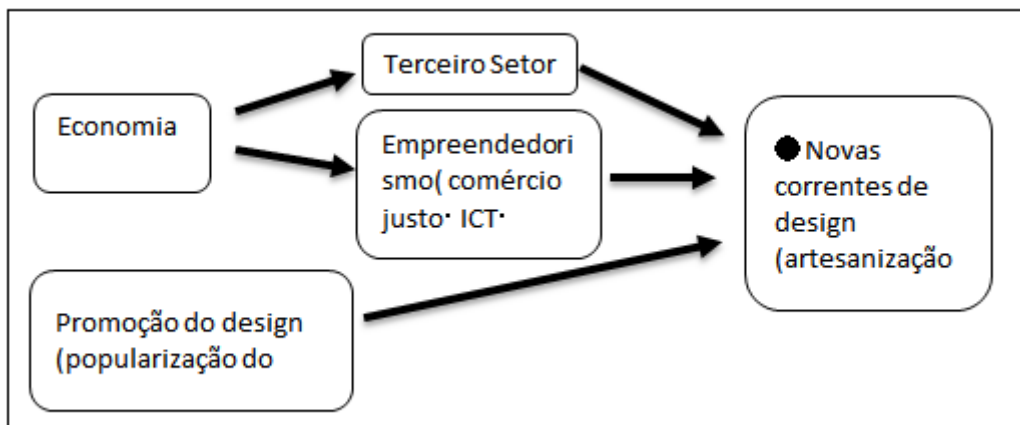 Terceiro Setor
Economia
Empreendedori
smo( comércio
justo· ICT·
● Novas
correntes de
design
(artesanização
Promoção do design
(popularização do